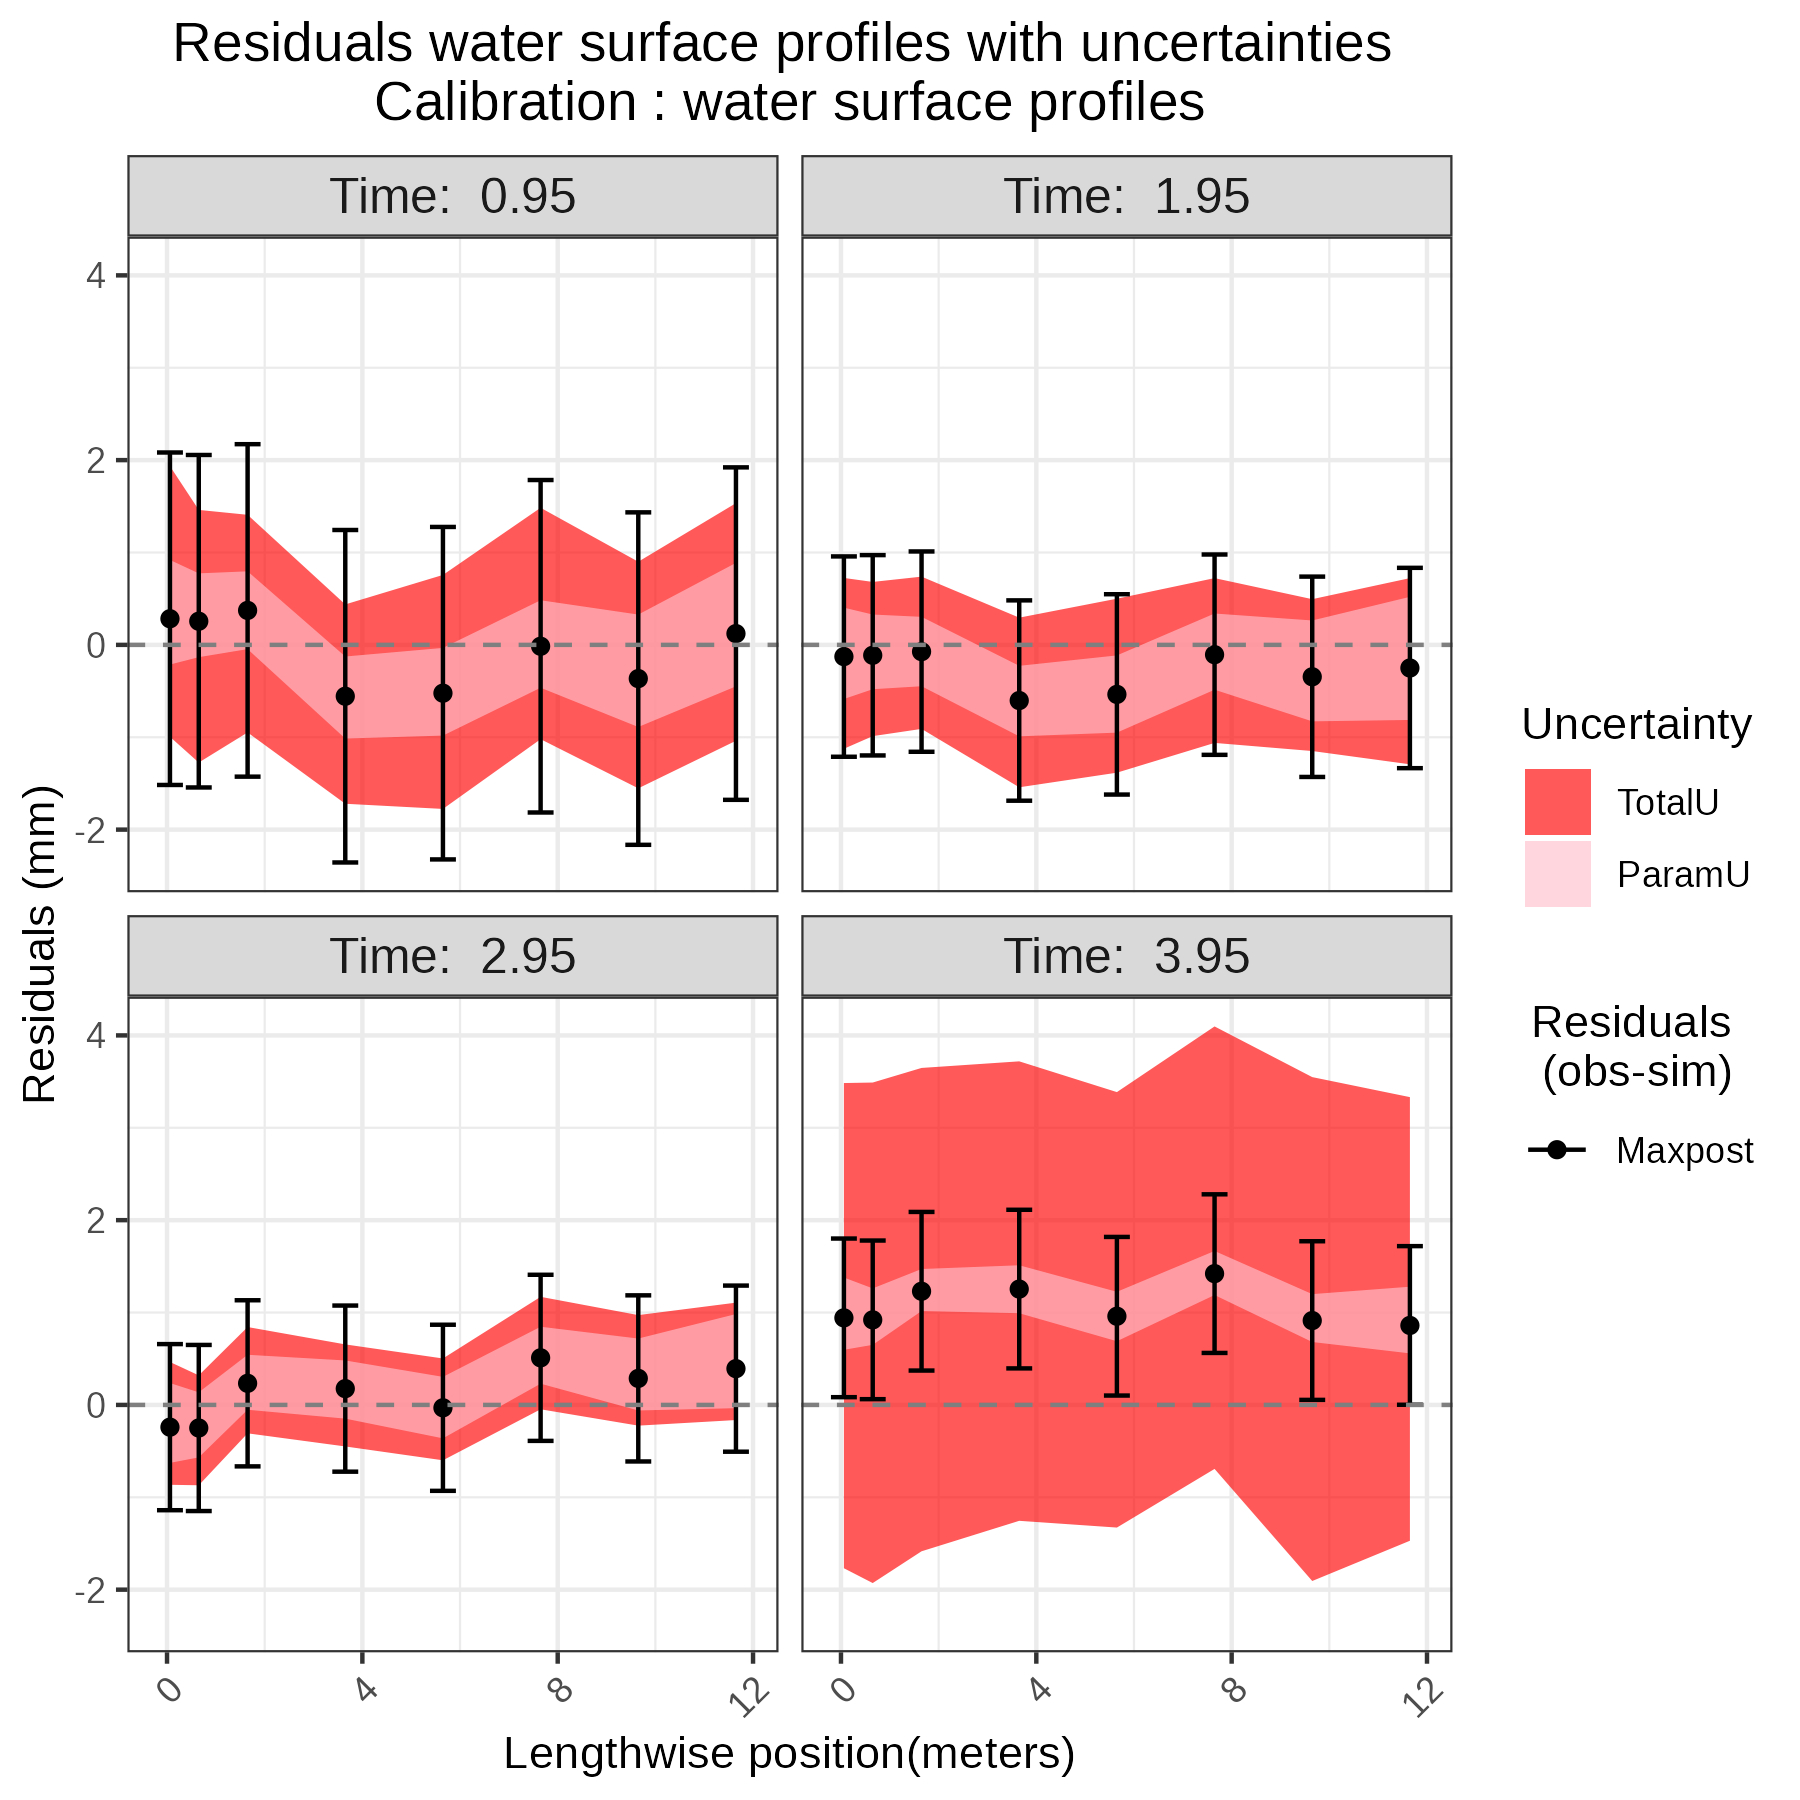 Residuals water surface profiles with uncertainties
Calibration : water surface profiles
Time: 0.95
Time: 1.95
4
2
0
-2
Time: 2.95
Time: 3.95
4
2
0
-2
0
4
8
12
0
4
8
12
Residuals (mm)
Lengthwise position(meters)
Uncertainty
TotalU
ParamU
Residuals
(obs-sim)
Maxpost